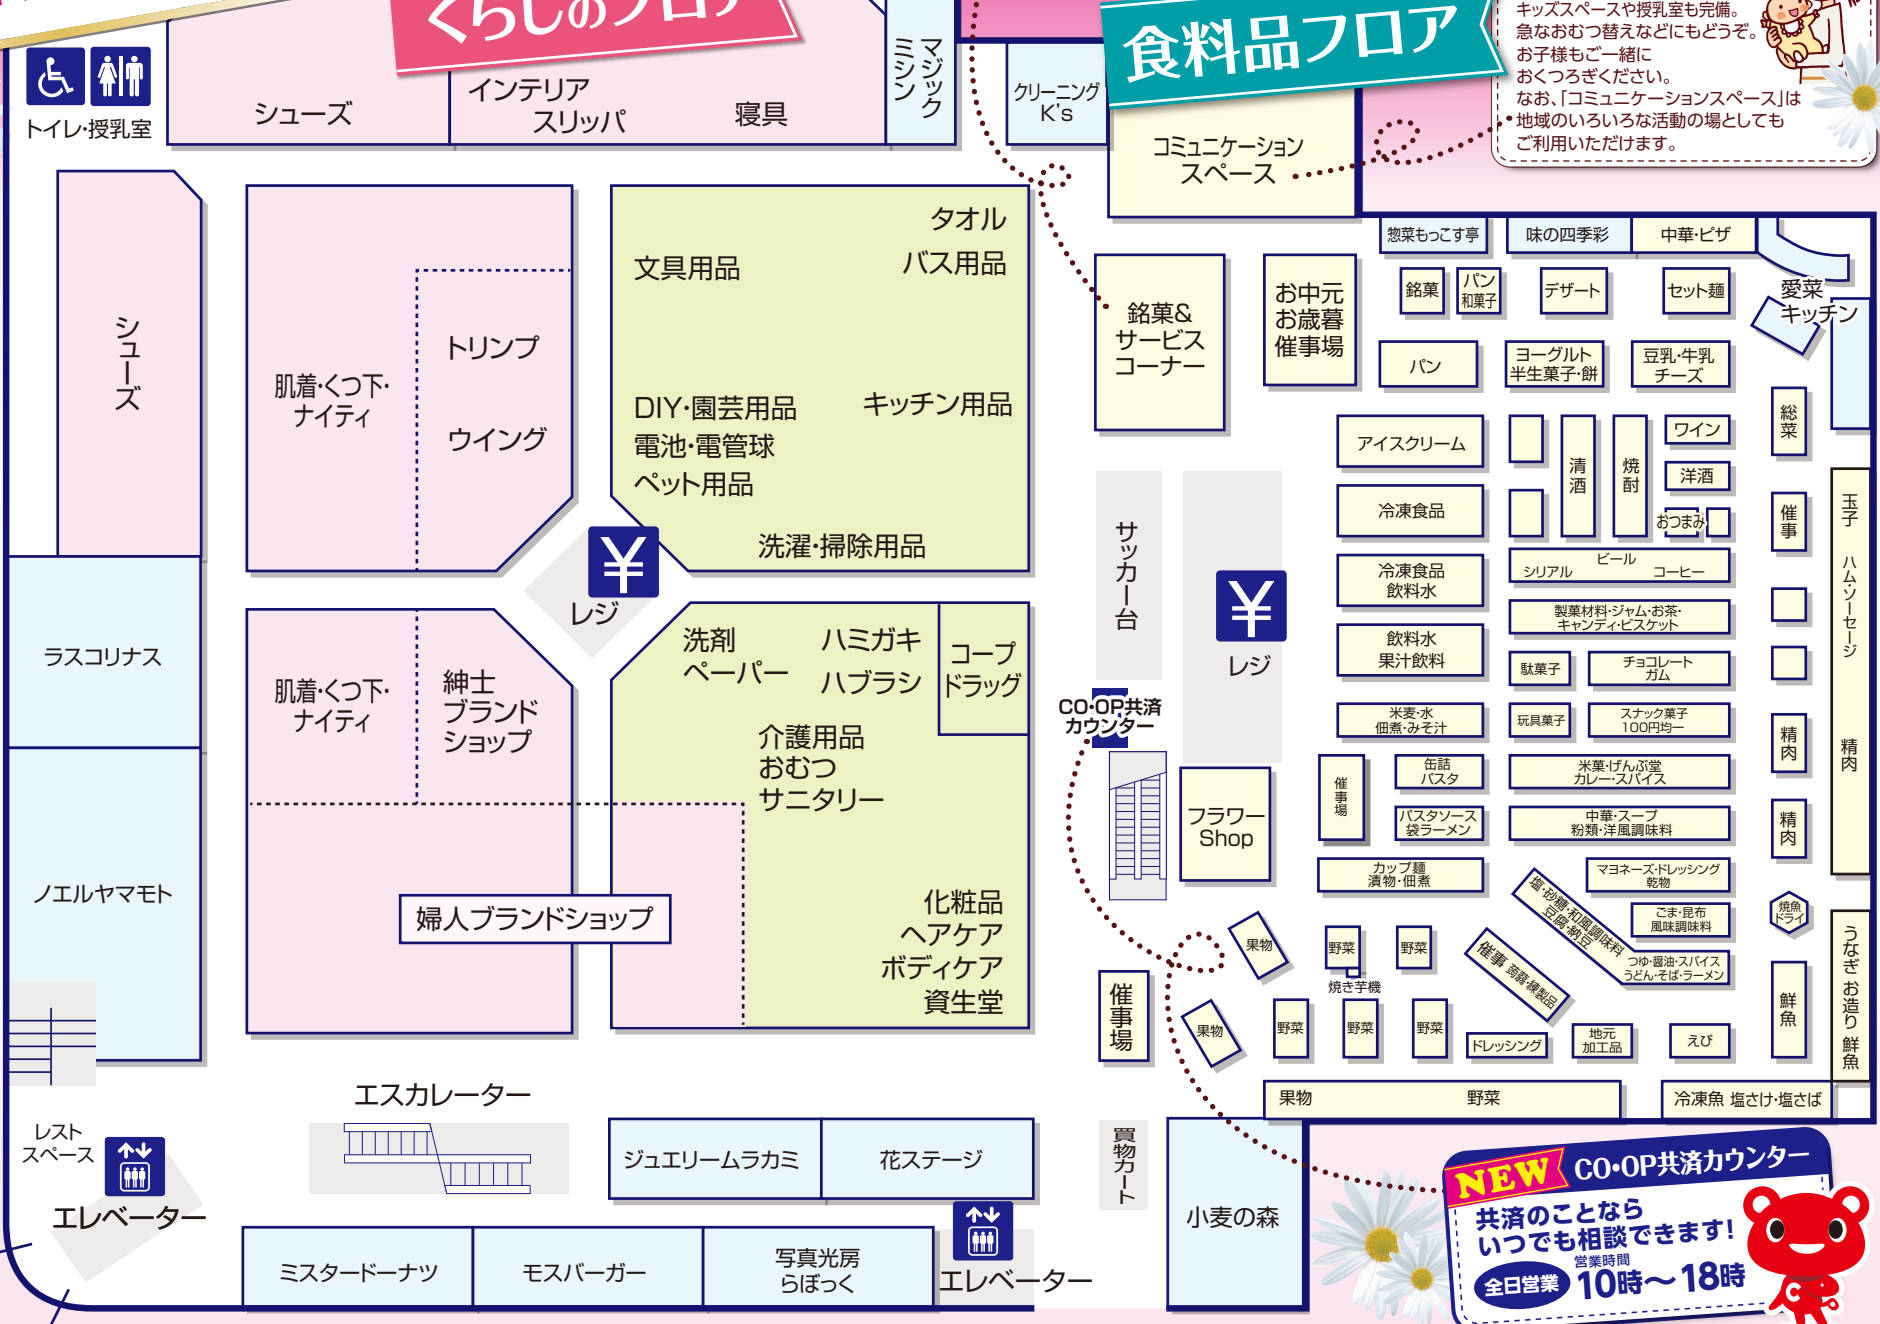 くらしのフロア
食料品フロア
キッズスペースや授乳室も完備。
急なおむつ替えなどにもどうぞ。
お子様もご一緒に
おくつろぎください。
なお、「コミュニケーションスペース」は
地域のいろいろな活動の場としても
ご利用いただけます。
トイレ・授乳室
シューズ
インテリア
スリッパ
寝具
マジック
ミシン
クリーニング
K's
コミュニケーション
スペース
シューズ
肌着・くつ下・
ナイティ
トリンプ
ウイング
タオル
文具用品
バス用品
DIY・園芸用品
電池・電管球
ペット用品
キッチン用品
洗濯・掃除用品
¥
レジ
銘菓&
サービス
コーナー
お中元
お歳暮
催事場
惣菜もっこす亭
味の四季彩
中華・ピザ
銘菓
パン
和菓子
デザート
セット麺
愛菜
キッチン
パン
ヨーグルト
半生菓子・餅
豆乳・牛乳
チーズ
総菜
アイスクリーム
清酒
焼酎
ワイン
洋酒
おつまみ
冷凍食品
催事
玉子
ハム・ソーセージ
精肉
ビール
シリアル
コーヒー
冷凍食品
飲料水
製菓材料・ジャム・お茶・
キャンディ・ビスケット
飲料水
果汁飲料
駄菓子
チョコレート
ガム
米麦・水
佃煮・みそ汁
玩具菓子
スナック菓子
100円均一
精肉
催事場
缶詰
パスタ
米菓・げんぶ堂
カレー・スパイス
パスタソース
袋ラーメン
中華・スープ
粉類・洋風調味料
精肉
カップ麺
漬物・佃煮
マヨネーズ・ドレッシング
乾物
塩・砂糖・和風調味料
豆腐・納豆
ごま・昆布
風味調味料
焼魚
ドライ
つゆ・醤油・スパイス
うどん・そば・ラーメン
催事 蒟蒻・練製品
うなぎ お造り 鮮魚
鮮魚
果物
野菜
野菜
焼き芋機
果物
野菜
野菜
野菜
ドレッシング
地元
加工品
えび
果物
野菜
冷凍魚 塩さけ・塩さば
サッカー台
¥
レジ
CO・OP共済
カウンター
フラワー
Shop
催事場
買物カート
小麦の森
ラスコリナス
ノエルヤマモト
肌着・くつ下・
ナイティ
紳士
ブランド
ショップ
婦人ブランドショップ
洗剤
ペーパー
ハミガキ
ハブラシ
コープ
ドラッグ
介護用品
おむつ
サニタリー
化粧品
ヘアケア
ボディケア
資生堂
エスカレーター
レスト
スペース
エレベーター
ジュエリームラカミ
花ステージ
ミスタードーナツ
モスバーガー
写真光房
らぼっく
エレベーター
NEW CO・OP共済カウンター
共済のことなら
いつでも相談できます!
営業時間
全日営業 10時〜18時